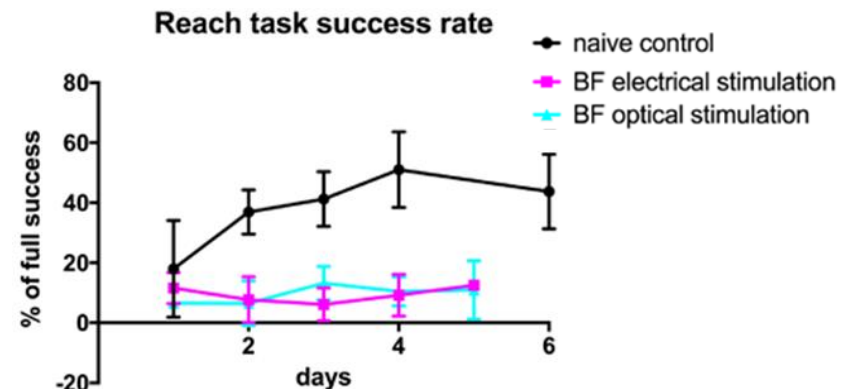 Reach task success rate
naive control
BF electrical stimulation
BF optical stimulation
% of full success
80
60
40
20
0
-20
2
4
6
days